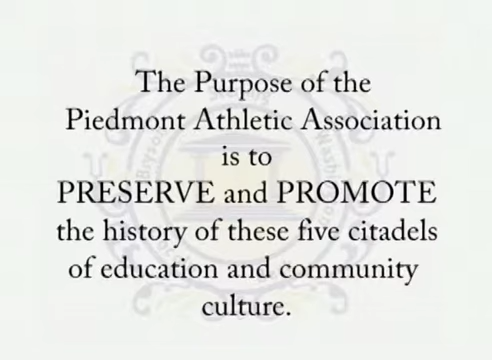 The Purpose of the
Piedmont Athletic Association
is to
PRESERVE and PROMOTE
the history of these five citadels
of education and community
culture.